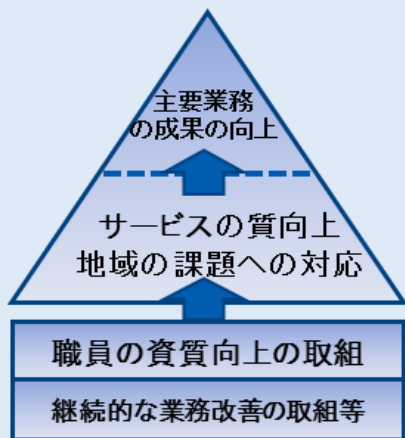 主要業務
の成果の向上
サービスの質向上
地域の課題への対応
職員の資質向上の取組
継続的な業務改善の取組等